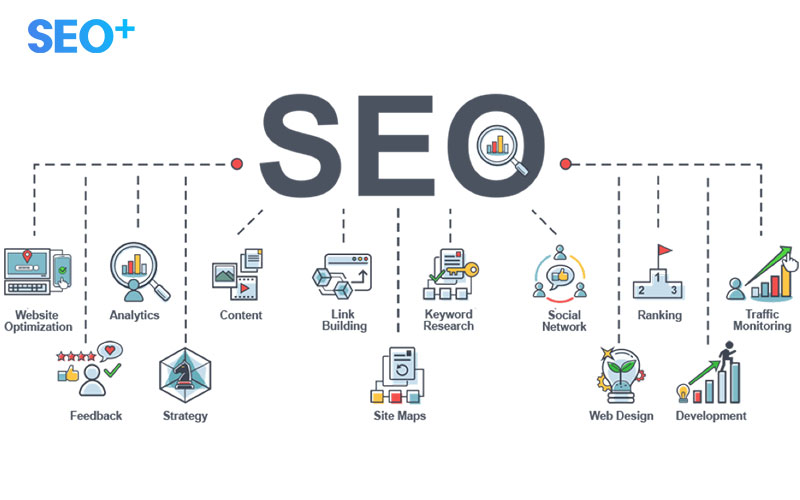 SEO+
SEO
Website
Optimization
Analytics
Content
Link
Building
Keyword
Research
Social
Network
Ranking
2
1
3
Traffic
Monitoring
Feedback
Strategy
Site Maps
Web Design
Development